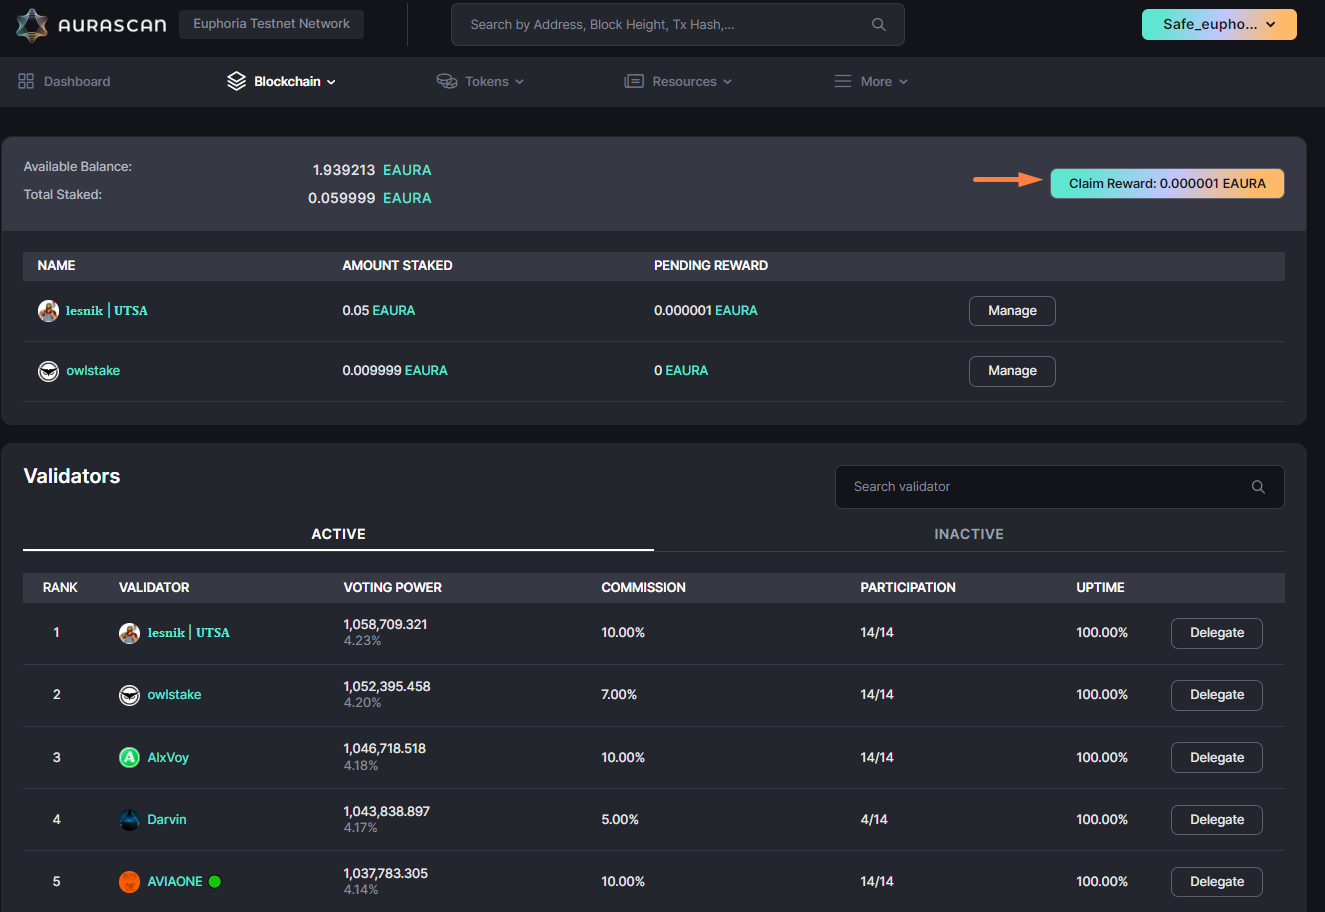 AURASCAN Euphoria Testnet Network Search by Address, Block Height, Tx Hash,... Safe_eupho...
Dashboard Blockchain Tokens Resources More
Available Balance: 1.939213 EAURA
Claim Reward: 0.000001 EAURA
Total Staked: 0.059999 EAURA
NAME AMOUNT STAKED PENDING REWARD
lesnik | UTSA 0.05 EAURA 0.000001 EAURA Manage
owlstake 0.009999 EAURA 0 EAURA Manage
Validators Search validator
ACTIVE INACTIVE
RANK VALIDATOR VOTING POWER COMMISSION PARTICIPATION UPTIME
1 lesnik | UTSA 1,058,709.321 10.00% 14/14 100.00% Delegate
4.23%
2 owlstake 1,052,395.458 7.00% 14/14 100.00% Delegate
4.20%
3 AlxVoy 1,046,718.518 10.00% 14/14 100.00% Delegate
4.18%
4 Darvin 1,043,838.897 5.00% 4/14 100.00% Delegate
4.17%
5 AVIAONE 1,037,783.305 10.00% 14/14 100.00% Delegate
4.14%